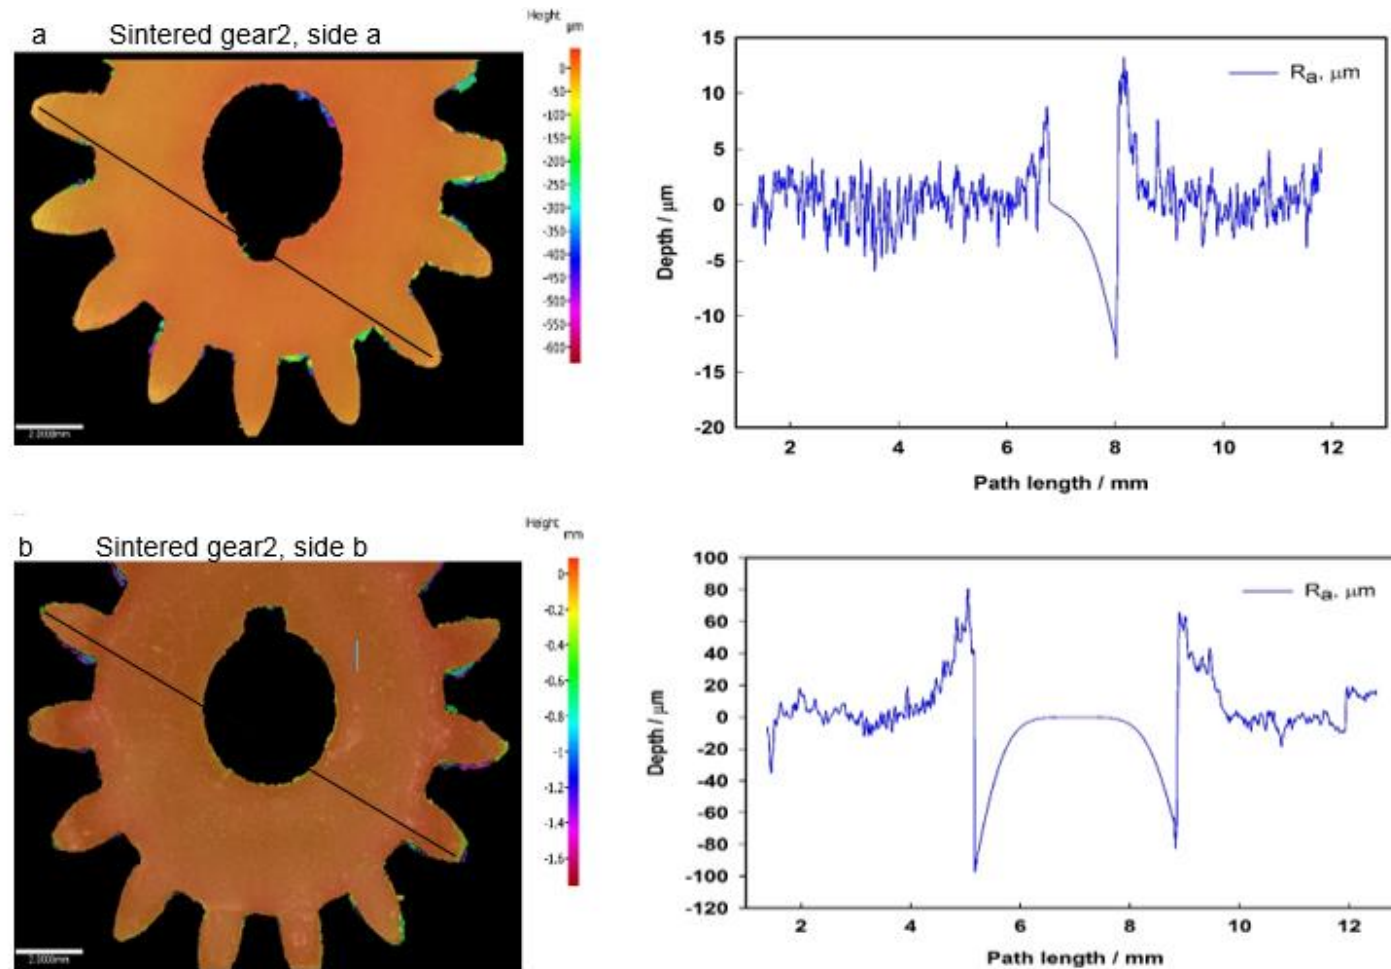 a Sintered gear2, side a
Height
µm
0
-50
-100
-150
-200
-250
-300
-350
-400
-450
-500
-550
-600
2.0000mm
15
10
5
0
-5
-10
-15
-20
Depth / µm
Ra, µm
2 4 6 8 10 12
Path length / mm
b Sintered gear2, side b
Height
mm
0
-0.2
-0.4
-0.6
-0.8
-1
-1.2
-1.4
-1.6
2.0000mm
100
80
60
40
20
0
-20
-40
-60
-80
-100
-120
Depth / µm
Ra, µm
2 4 6 8 10 12
Path length / mm